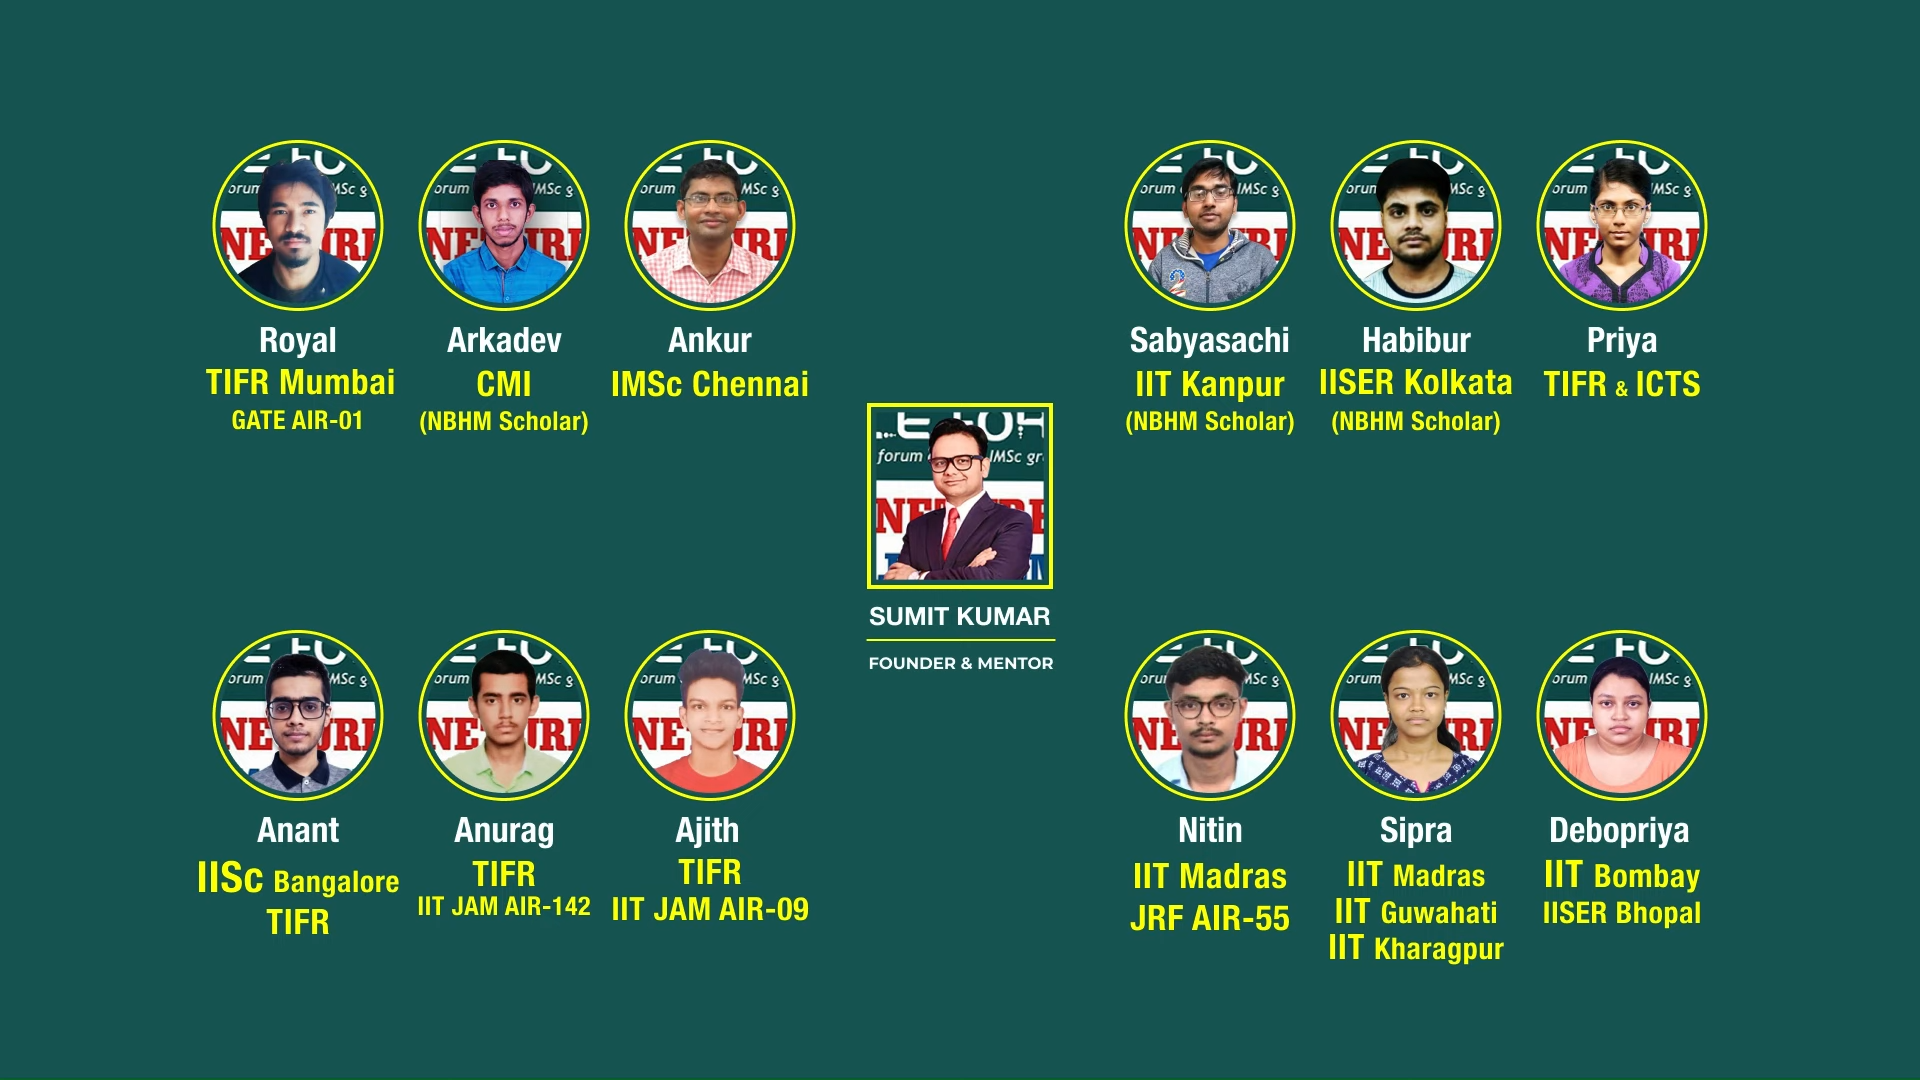 Royal
TIFR Mumbai
GATE AIR-01
Arkadev
CMI
(NBHM Scholar)
Ankur
IMSc Chennai
Sabyasachi
IIT Kanpur
(NBHM Scholar)
Habibur
IISER Kolkata
(NBHM Scholar)
Priya
TIFR & ICTS
forum IMSc gr
SUMIT KUMAR
FOUNDER & MENTOR
Anant
IISc Bangalore
TIFR
Anurag
TIFR
IIT JAM AIR-142
Ajith
TIFR
IIT JAM AIR-09
Nitin
IIT Madras
JRF AIR-55
Sipra
IIT Madras
IIT Guwahati
IIT Kharagpur
Debopriya
IIT Bombay
IISER Bhopal